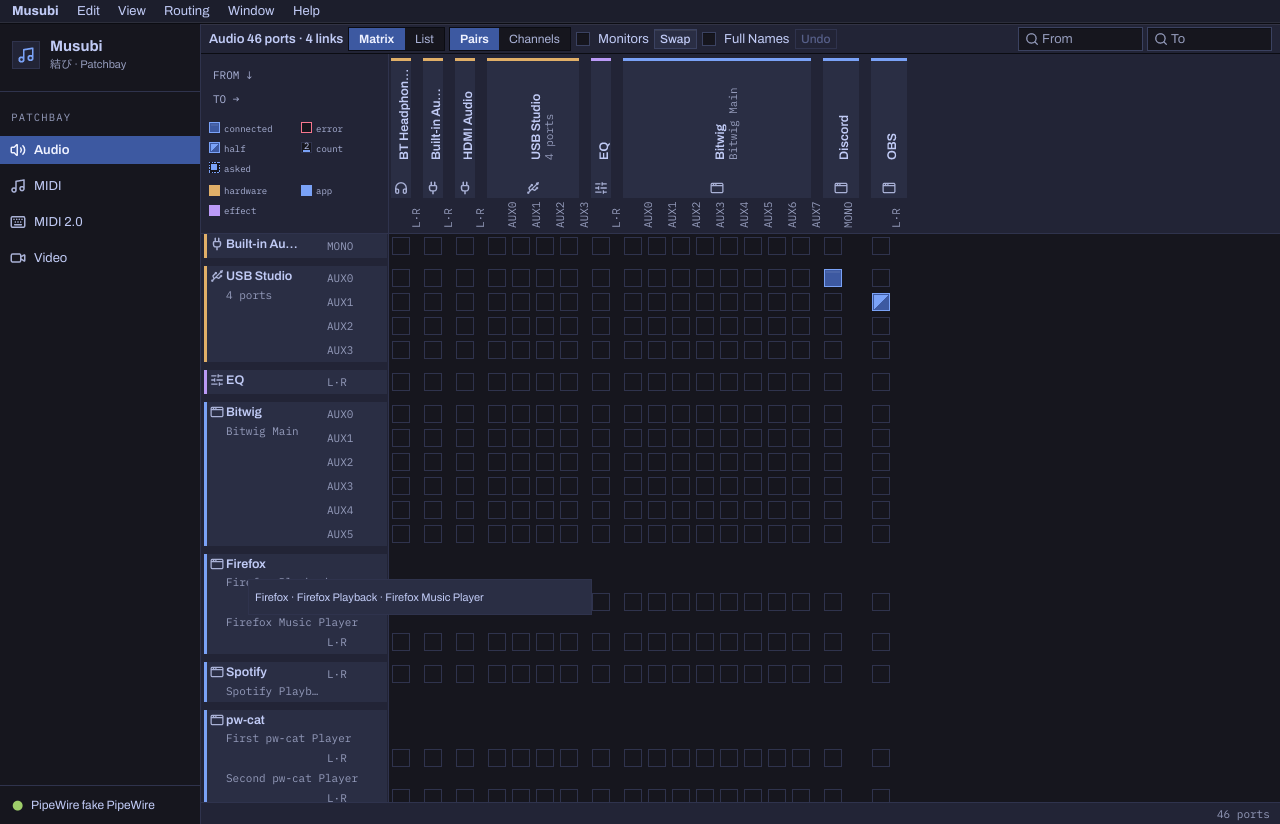 Musubi Edit View Routing Window Help
Musubi
結び · Patchbay
PATCHBAY
Audio
MIDI
MIDI 2.0
Video
PipeWire fake PipeWire
Audio 46 ports · 4 links Matrix List Pairs Channels Monitors Swap Full Names Undo From To
FROM ↓
TO →
connected error
half 2 count
asked
hardware app
effect
BT Headphon…
Built-in Au…
HDMI Audio
USB Studio
4 ports
EQ
Bitwig
Bitwig Main
Discord
OBS
L·R L·R L·R AUX0 AUX1 AUX2 AUX3 L·R AUX0 AUX1 AUX2 AUX3 AUX4 AUX5 AUX6 AUX7 MONO L·R
Built-in Au… MONO
USB Studio AUX0
4 ports
AUX1
AUX2
AUX3
EQ L·R
Bitwig AUX0
Bitwig Main
AUX1
AUX2
AUX3
AUX4
AUX5
Firefox
Firefox · Firefox Playback · Firefox Music Player
Firefox Music Player
L·R
Spotify L·R
Spotify Playb…
pw-cat
First pw-cat Player
L·R
Second pw-cat Player
L·R
46 ports